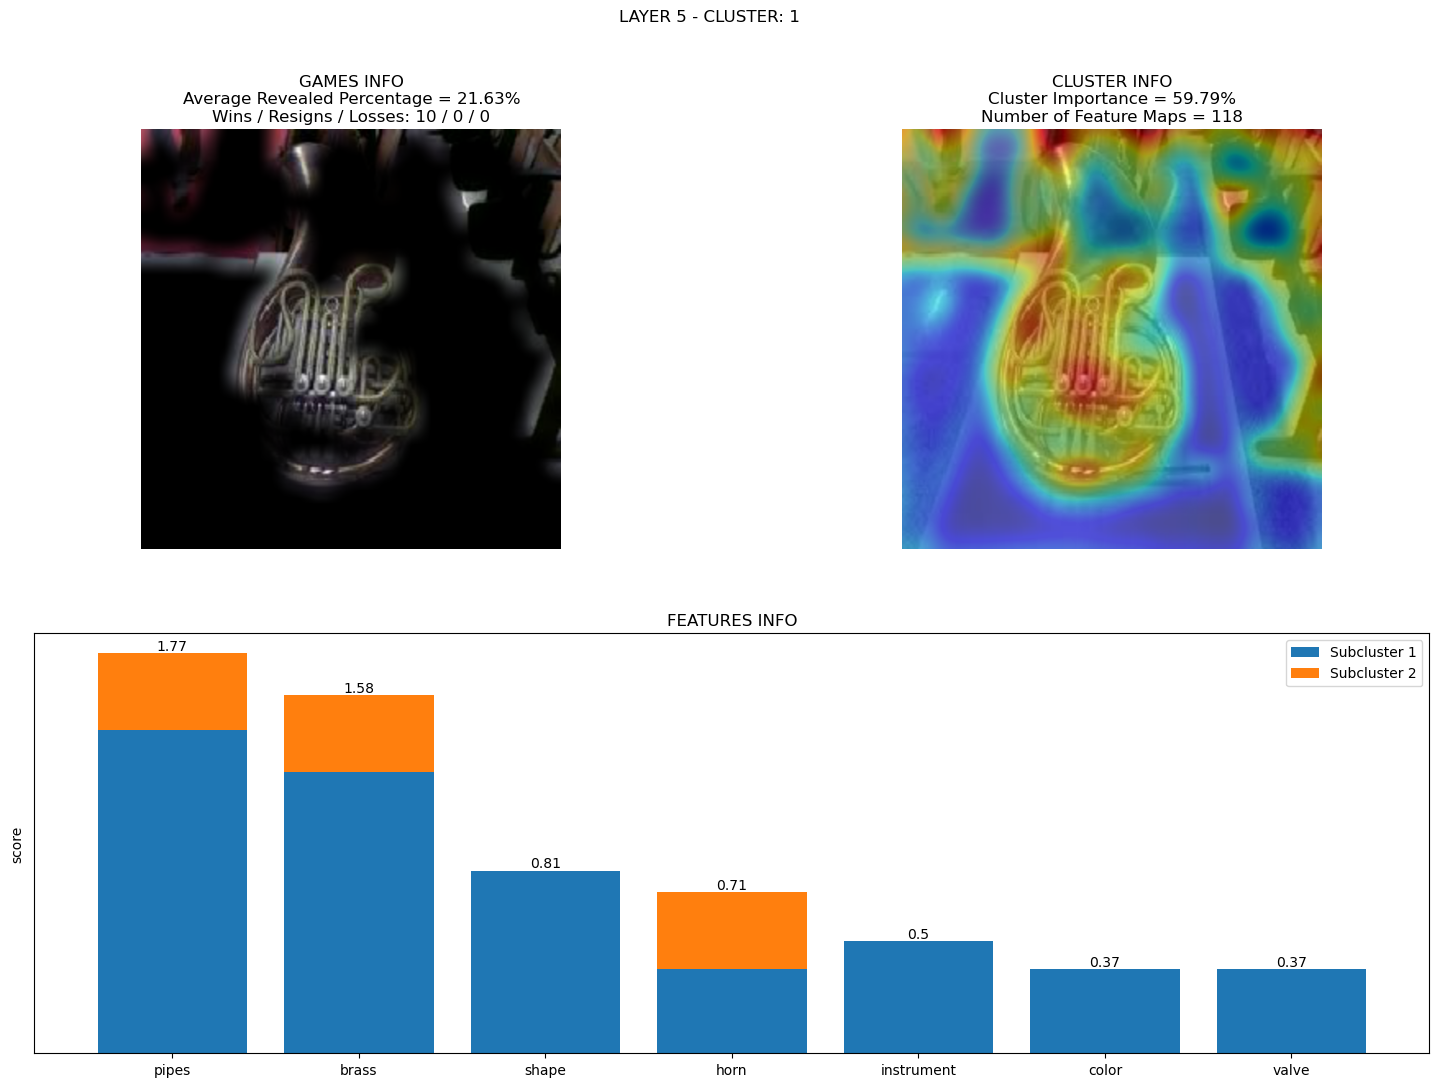 LAYER 5 - CLUSTER: 1
GAMES INFO
Average Revealed Percentage = 21.63%
Wins / Resigns / Losses: 10 / 0 / 0
CLUSTER INFO
Cluster Importance = 59.79%
Number of Feature Maps = 118
FEATURES INFO
1.77
1.58
0.81
0.71
0.5
0.37
0.37
Subcluster 1
Subcluster 2
score
pipes
brass
shape
horn
instrument
color
valve